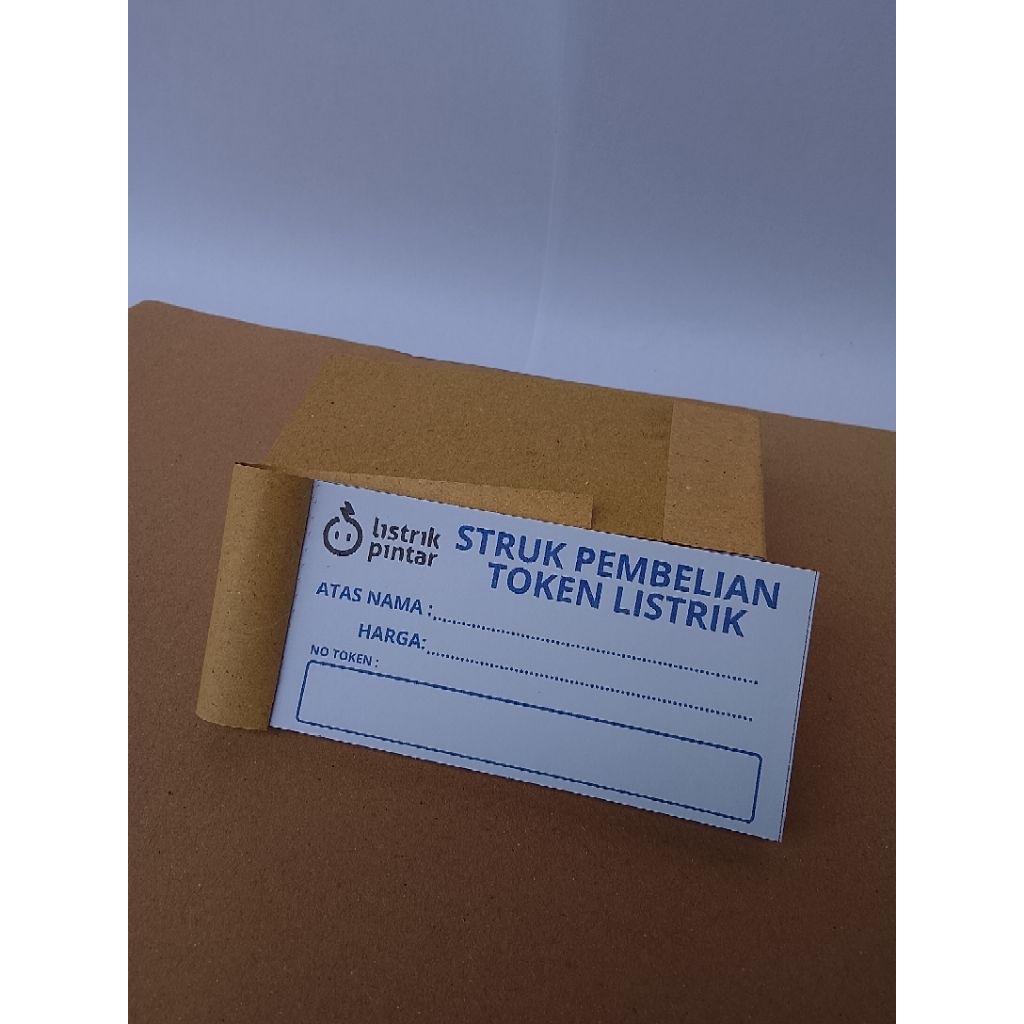 listrik
pintar
STRUK PEMBELIAN
TOKEN LISTRIK
ATAS NAMA :
HARGA:
NO TOKEN :